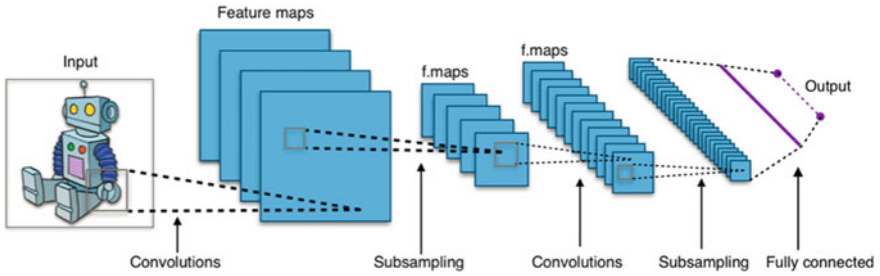 Feature maps
Input
f.maps
f.maps
Output
Convolutions
Subsampling
Convolutions
Subsampling
Fully connected